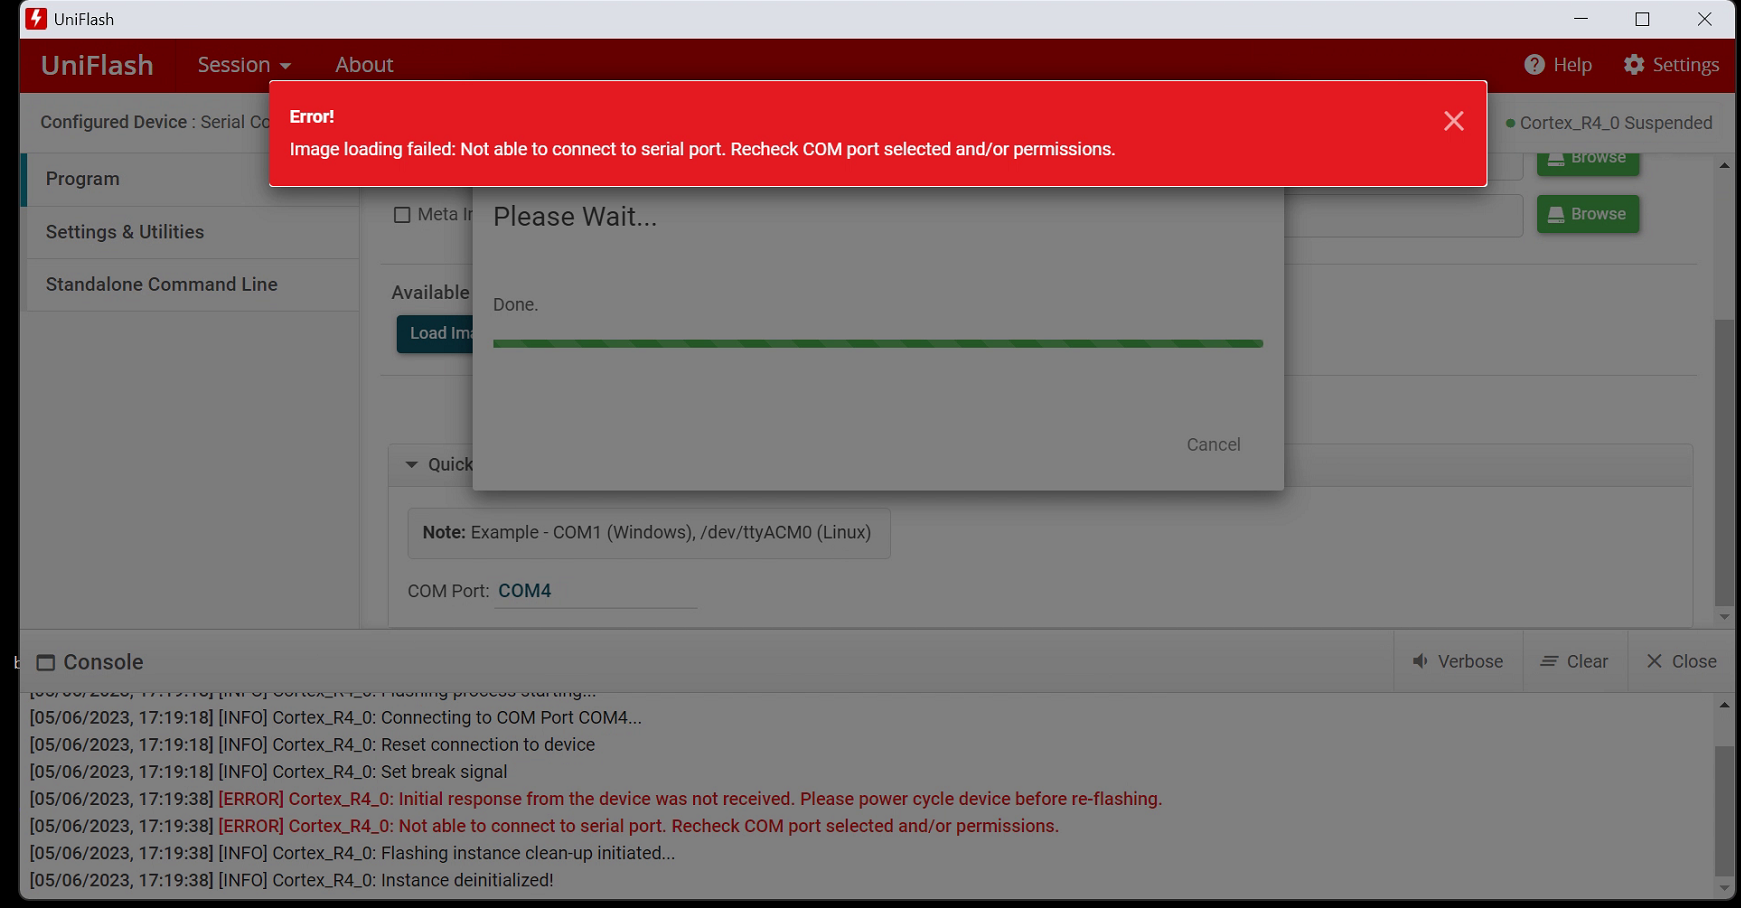 UniFlash
UniFlash Session About Help Settings
Error!
Image loading failed: Not able to connect to serial port. Recheck COM port selected and/or permissions.
Configured Device : Serial Co
Cortex_R4_0 Suspended
Browse
Program
Meta I
Please Wait...
Browse
Settings & Utilities
Standalone Command Line
Available
Done.
Load Ima
Cancel
Quick
Note: Example - COM1 (Windows), /dev/ttyACM0 (Linux)
COM Port: COM4
Console Verbose Clear Close
[INFO] Cortex_R4_0: Flashing process starting...
[05/06/2023, 17:19:18] [INFO] Cortex_R4_0: Connecting to COM Port COM4...
[05/06/2023, 17:19:18] [INFO] Cortex_R4_0: Reset connection to device
[05/06/2023, 17:19:18] [INFO] Cortex_R4_0: Set break signal
[05/06/2023, 17:19:38] [ERROR] Cortex_R4_0: Initial response from the device was not received. Please power cycle device before re-flashing.
[05/06/2023, 17:19:38] [ERROR] Cortex_R4_0: Not able to connect to serial port. Recheck COM port selected and/or permissions.
[05/06/2023, 17:19:38] [INFO] Cortex_R4_0: Flashing instance clean-up initiated...
[05/06/2023, 17:19:38] [INFO] Cortex_R4_0: Instance deinitialized!